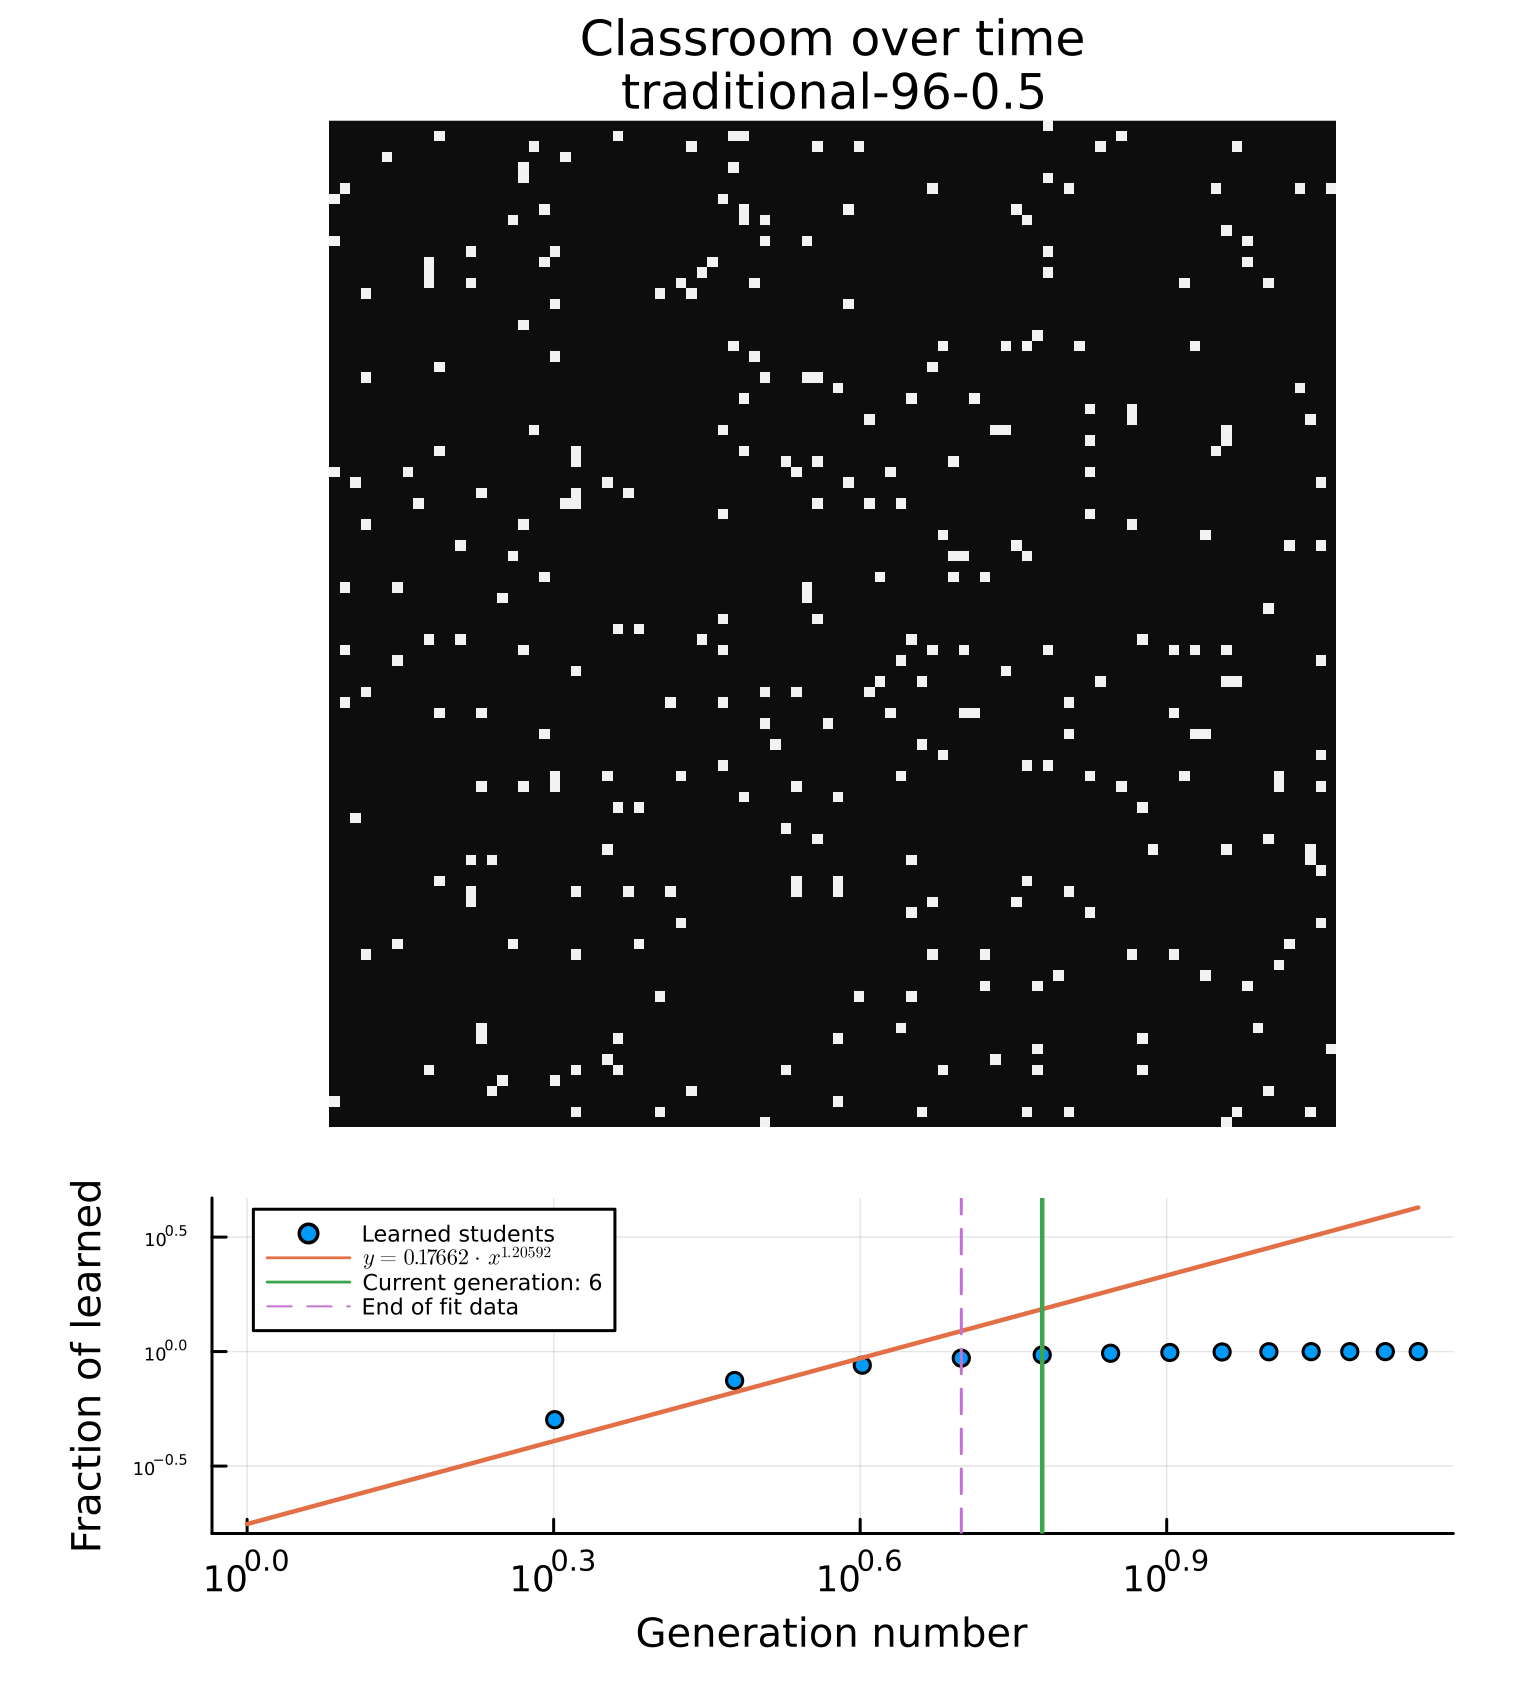 Classroom over time
traditional-96-0.5
Fraction of learned
10^0.5
10^0.0
10^−0.5
Learned students
y = 0.17662 · x^1.20592
Current generation: 6
End of fit data
10^0.0 10^0.3 10^0.6 10^0.9
Generation number